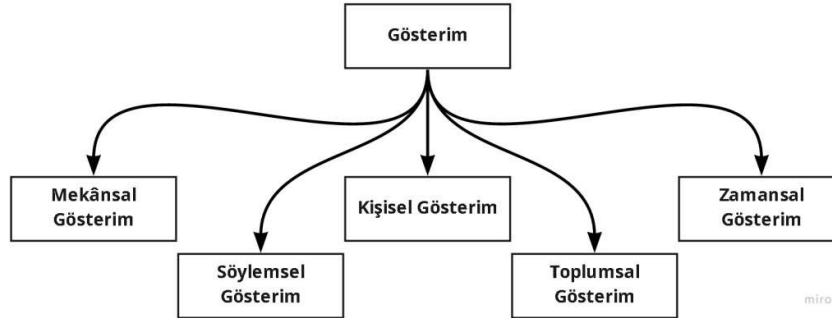 Gösterim
Mekânsal
Gösterim
Kişisel Gösterim
Zamansal
Gösterim
Söylemsel
Gösterim
Toplumsal
Gösterim
miro